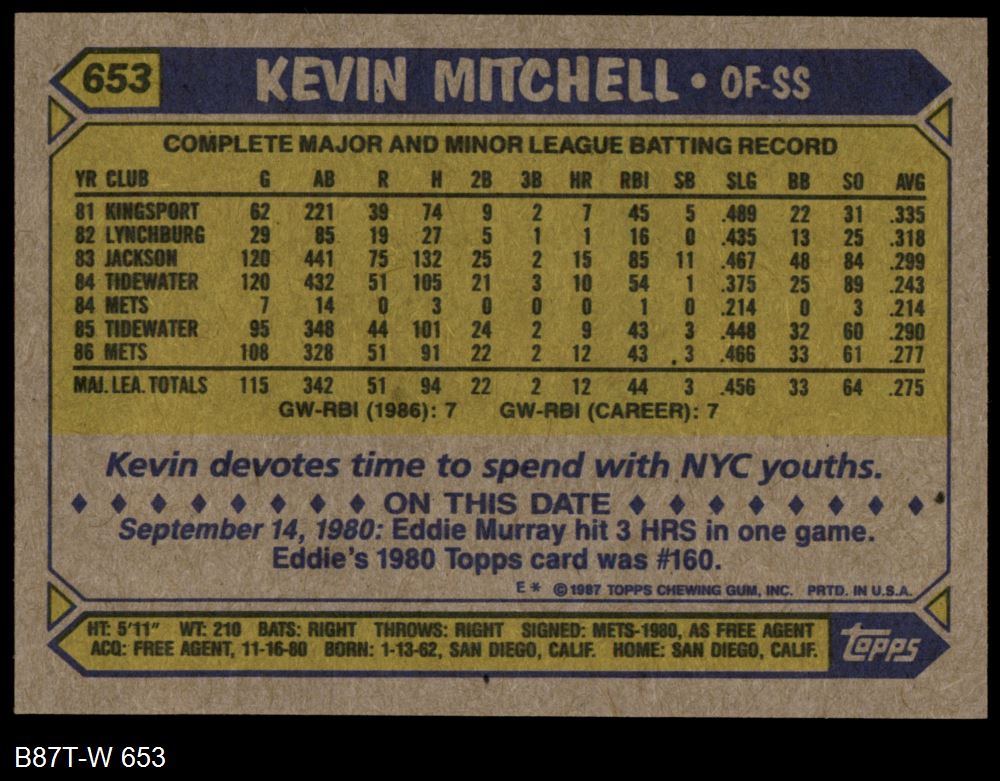 653 KEVIN MITCHELL • OF-SS
COMPLETE MAJOR AND MINOR LEAGUE BATTING RECORD
YR CLUB G AB R H 2B 3B HR RBI SB SLG BB SO AVG
81 KINGSPORT 62 221 39 74 9 2 7 45 5 .489 22 31 .335
82 LYNCHBURG 29 85 19 27 5 1 1 16 0 .435 13 25 .318
83 JACKSON 120 441 75 132 25 2 15 85 11 .467 48 84 .299
84 TIDEWATER 120 432 51 105 21 3 10 54 1 .375 25 89 .243
84 METS 7 14 0 3 0 0 0 1 0 .214 0 3 .214
85 TIDEWATER 95 348 44 101 24 2 9 43 3 .448 32 60 .290
86 METS 108 328 51 91 22 2 12 43 3 .466 33 61 .277
MAJ. LEA. TOTALS 115 342 51 94 22 2 12 44 3 .456 33 64 .275
GW-RBI (1986): 7 GW-RBI (CAREER): 7
Kevin devotes time to spend with NYC youths.
ON THIS DATE
September 14, 1980: Eddie Murray hit 3 HRS in one game.
Eddie's 1980 Topps card was #160.
E * © 1987 TOPPS CHEWING GUM, INC. PRTD. IN U.S.A.
HT: 5'11" WT: 210 BATS: RIGHT THROWS: RIGHT SIGNED: METS-1980, AS FREE AGENT
ACQ: FREE AGENT, 11-16-80 BORN: 1-13-62, SAN DIEGO, CALIF. HOME: SAN DIEGO, CALIF.
topps
B87T-W 653